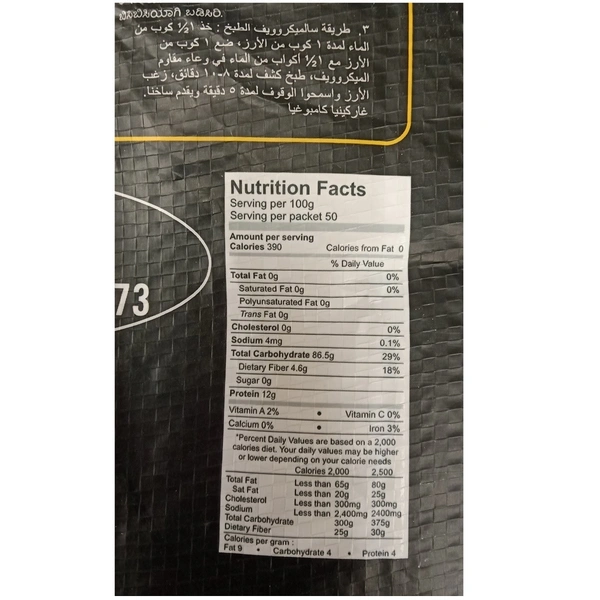 ಬಿಸಿಬಿಸಿಯಾಗಿ ಬಡಿಸಿರಿ.
٣. طريقة سالميكروويف الطبخ : خذ ١½ كوب من
الماء لمدة ١ كوب من الأرز، ضع ١ كوب من
الأرز مع ١½ أكواب من الماء في وعاء مقاوم
الميكروويف، طبخ كشف لمدة ٨-١٠ دقائق، زغب
الأرز واسمحوا الوقوف لمدة ٥ دقيقة ويقدم ساخنا.
غاركينيا كامبوغيا
73
Nutrition Facts
Serving per 100g
Serving per packet 50
Amount per serving
Calories 390 Calories from Fat 0
% Daily Value
Total Fat 0g 0%
Saturated Fat 0g 0%
Polyunsaturated Fat 0g
Trans Fat 0g
Cholesterol 0g 0%
Sodium 4mg 0.1%
Total Carbohydrate 86.5g 29%
Dietary Fiber 4.6g 18%
Sugar 0g
Protein 12g
Vitamin A 2% • Vitamin C 0%
Calcium 0% • Iron 3%
*Percent Daily Values are based on a 2,000
calories diet. Your daily values may be higher
or lower depending on your calorie needs
Calories 2,000 2,500
Total Fat Less than 65g 80g
Sat Fat Less than 20g 25g
Cholesterol Less than 300mg 300mg
Sodium Less than 2,400mg 2400mg
Total Carbohydrate 300g 375g
Dietary Fiber 25g 30g
Calories per gram :
Fat 9 • Carbohydrate 4 • Protein 4